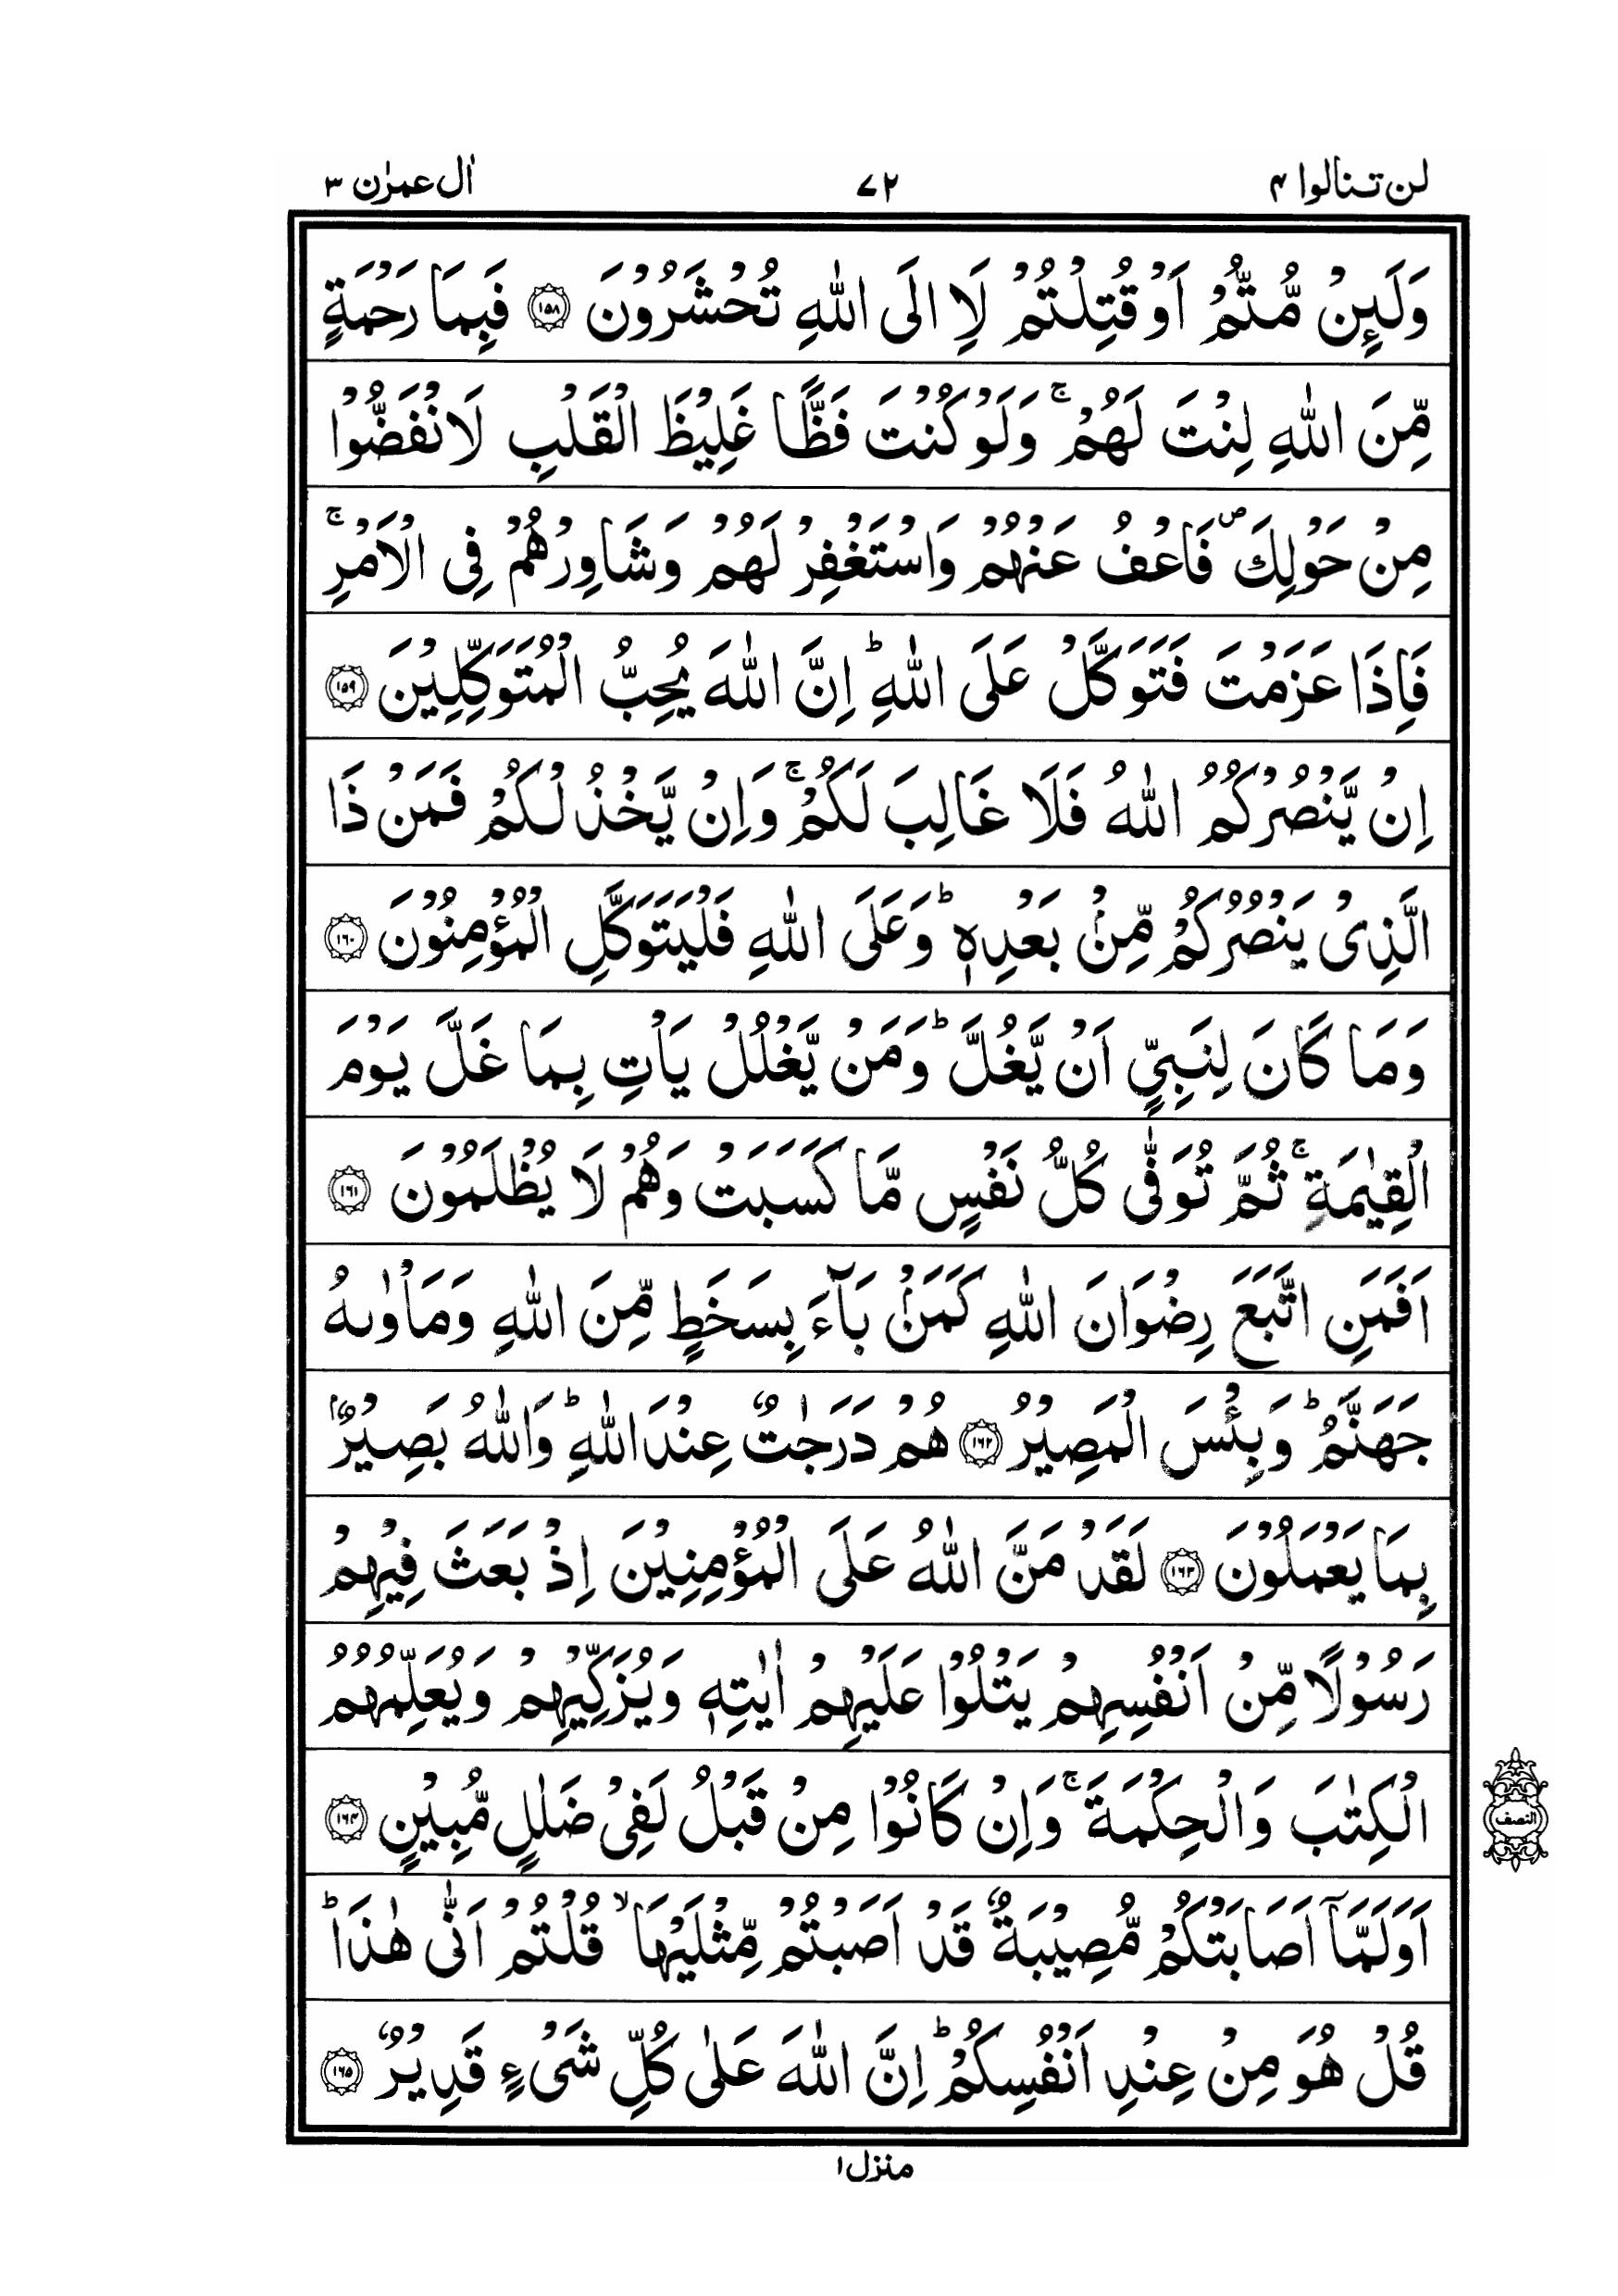 لن تنالوا ۴ ۷۲ اٰل عمرٰن ۳
وَلَئِنْ مُّتُّمْ اَوْ قُتِلْتُمْ لَاِ الَى اللّٰهِ تُحْشَرُوْنَ ۝۱۵۸ فَبِمَا رَحْمَةٍ
مِّنَ اللّٰهِ لِنْتَ لَهُمْ ۚ وَلَوْ كُنْتَ فَظًّا غَلِيْظَ الْقَلْبِ لَانْفَضُّوْا
مِنْ حَوْلِكَ ۪ فَاعْفُ عَنْهُمْ وَاسْتَغْفِرْ لَهُمْ وَشَاوِرْهُمْ فِى الْاَمْرِ ۚ
فَاِذَا عَزَمْتَ فَتَوَكَّلْ عَلَى اللّٰهِ ؕ اِنَّ اللّٰهَ يُحِبُّ الْمُتَوَكِّلِيْنَ ۝۱۵۹
اِنْ يَّنْصُرْكُمُ اللّٰهُ فَلَا غَالِبَ لَكُمْ ۚ وَاِنْ يَّخْذُلْكُمْ فَمَنْ ذَا
الَّذِىْ يَنْصُرُكُمْ مِّنْۢ بَعْدِهٖ ؕ وَعَلَى اللّٰهِ فَلْيَتَوَكَّلِ الْمُؤْمِنُوْنَ ۝۱۶۰
وَمَا كَانَ لِنَبِيٍّ اَنْ يَّغُلَّ ؕ وَمَنْ يَّغْلُلْ يَاْتِ بِمَا غَلَّ يَوْمَ
الْقِيٰمَةِ ۚ ثُمَّ تُوَفّٰى كُلُّ نَفْسٍ مَّا كَسَبَتْ وَهُمْ لَا يُظْلَمُوْنَ ۝۱۶۱
اَفَمَنِ اتَّبَعَ رِضْوَانَ اللّٰهِ كَمَنْۢ بَآءَ بِسَخَطٍ مِّنَ اللّٰهِ وَمَاْوٰىهُ
جَهَنَّمُ ؕ وَبِئْسَ الْمَصِيْرُ ۝۱۶۲ هُمْ دَرَجٰتٌ عِنْدَ اللّٰهِ ؕ وَاللّٰهُ بَصِيْرٌۢ
بِمَا يَعْمَلُوْنَ ۝۱۶۳ لَقَدْ مَنَّ اللّٰهُ عَلَى الْمُؤْمِنِيْنَ اِذْ بَعَثَ فِيْهِمْ
رَسُوْلًا مِّنْ اَنْفُسِهِمْ يَتْلُوْا عَلَيْهِمْ اٰيٰتِهٖ وَيُزَكِّيْهِمْ وَيُعَلِّمُهُمُ
الْكِتٰبَ وَالْحِكْمَةَ ۚ وَاِنْ كَانُوْا مِنْ قَبْلُ لَفِىْ ضَلٰلٍ مُّبِيْنٍ ۝۱۶۴
النصف
اَوَلَمَّاۤ اَصَابَتْكُمْ مُّصِيْبَةٌ قَدْ اَصَبْتُمْ مِّثْلَيْهَا ۙ قُلْتُمْ اَنّٰى هٰذَا ؕ
قُلْ هُوَ مِنْ عِنْدِ اَنْفُسِكُمْ ؕ اِنَّ اللّٰهَ عَلٰى كُلِّ شَىْءٍ قَدِيْرٌ ۝۱۶۵
منزل ۱